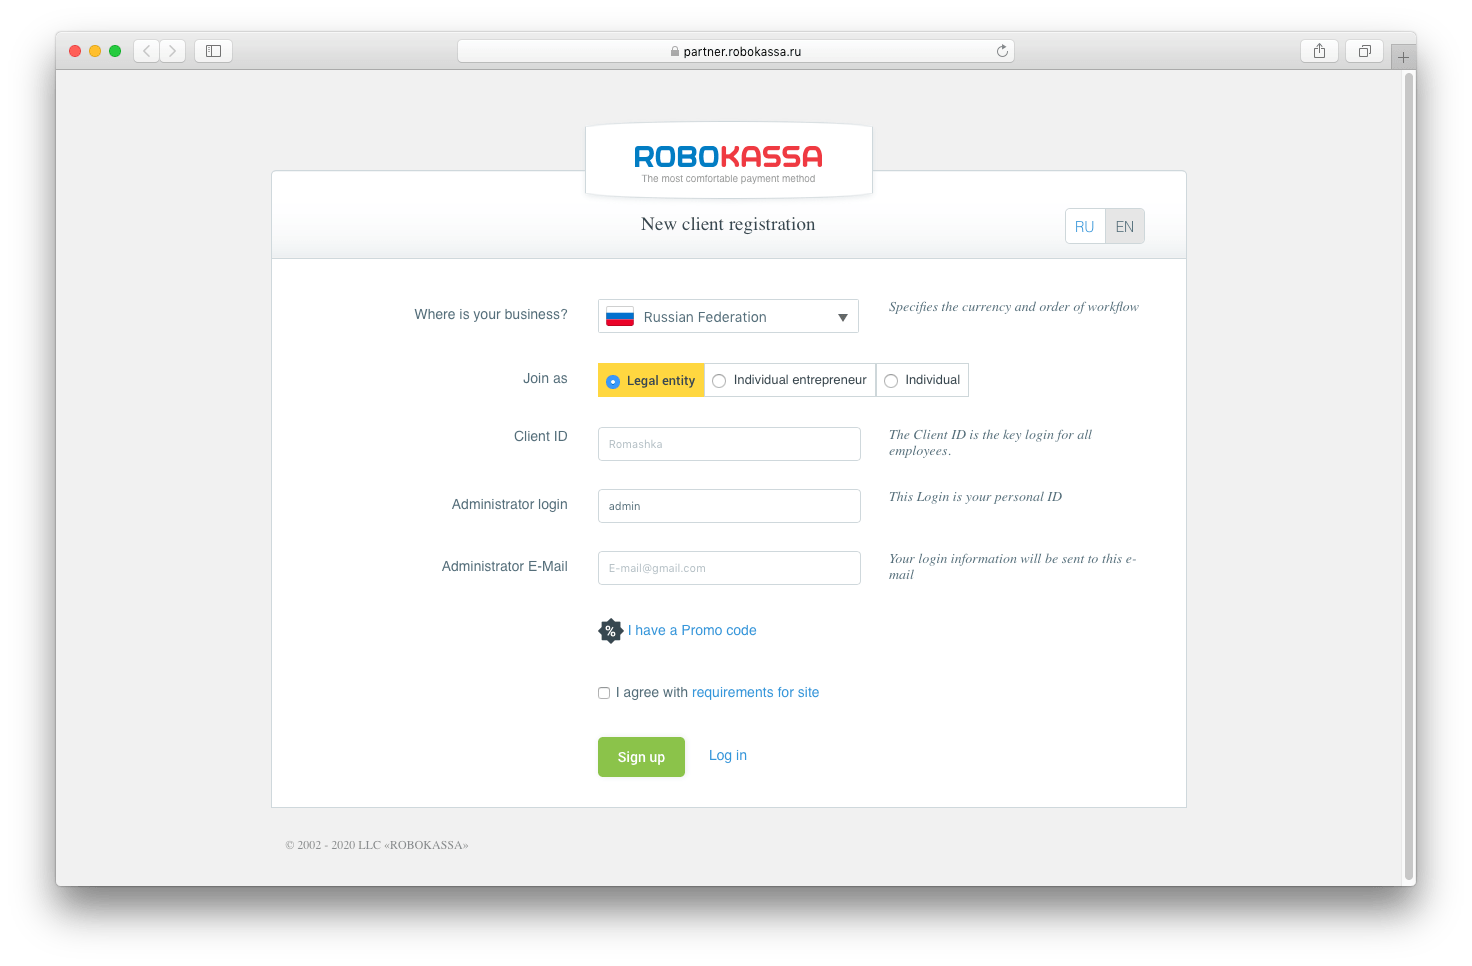 partner.robokassa.ru
ROBOKASSA
The most comfortable payment method
New client registration
RU EN
Where is your business?
Russian Federation
Specifies the currency and order of workflow
Join as
Legal entity
Individual entrepreneur
Individual
Client ID
Romashka
The Client ID is the key login for all
employees.
Administrator login
admin
This Login is your personal ID
Administrator E-Mail
E-mail@gmail.com
Your login information will be sent to this e-
mail
% I have a Promo code
I agree with requirements for site
Sign up
Log in
© 2002 - 2020 LLC «ROBOKASSA»